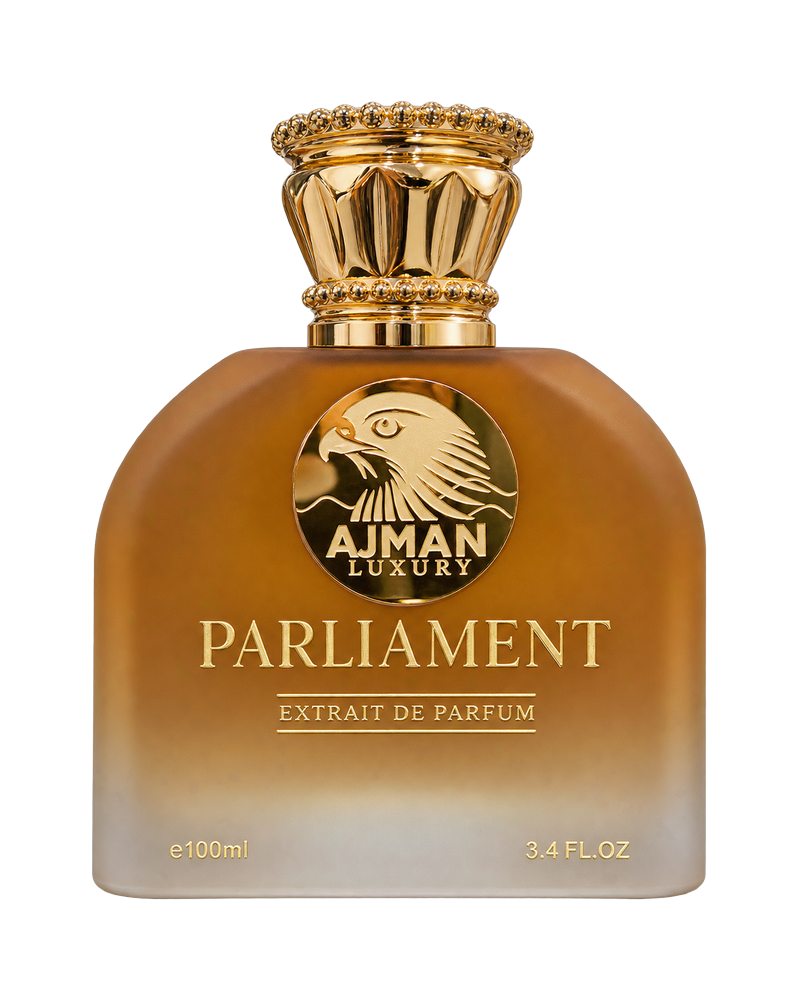 AJMAN
LUXURY
PARLIAMENT
EXTRAIT DE PARFUM
e100ml
3.4 FL.OZ